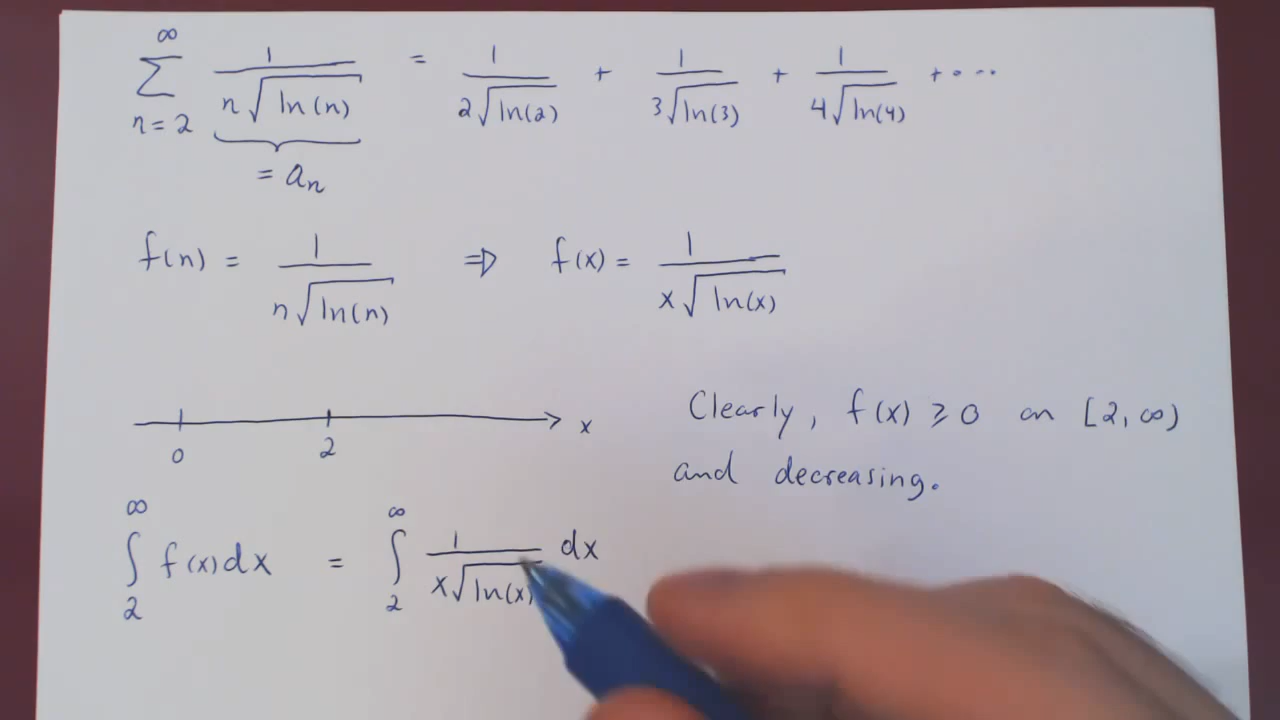 ∞ ∑ n=2 1/(n√ln(n)) = 1/(2√ln(2)) + 1/(3√ln(3)) + 1/(4√ln(4)) + ...
= aₙ
f(n) = 1/(n√ln(n)) ⇒ f(x) = 1/(x√ln(x))
0 2 x
Clearly, f(x) ≥ 0 on [2, ∞)
and decreasing.
∞ ∫ 2 f(x)dx = ∞ ∫ 2 1/(x√ln(x)) dx